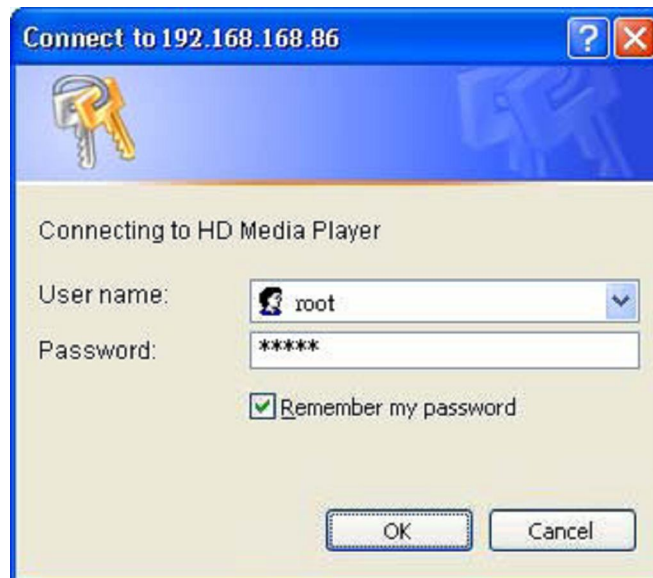 Connect to 192.168.168.86
Connecting to HD Media Player
User name:
root
Password:
*****
Remember my password
OK
Cancel